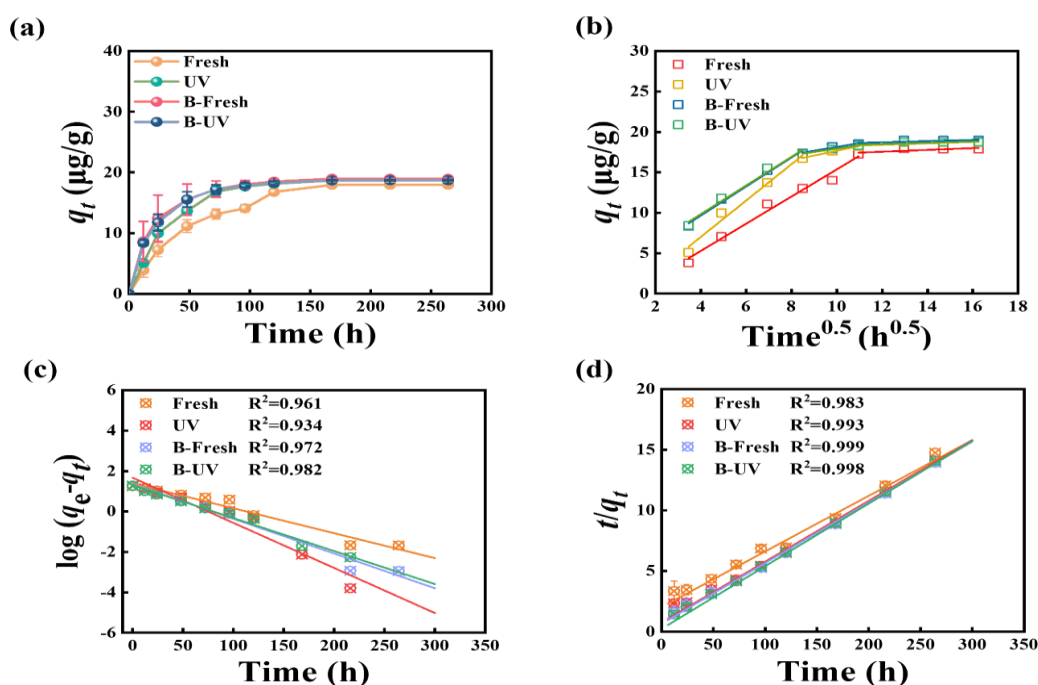 (a)
40
30
20
10
0
qt (μg/g)
Fresh
UV
B-Fresh
B-UV
0 50 100 150 200 250 300
Time (h)
(b)
30
25
20
15
10
5
0
qt (μg/g)
Fresh
UV
B-Fresh
B-UV
2 4 6 8 10 12 14 16 18
Time^0.5 (h^0.5)
(c)
6
4
2
0
-2
-4
-6
log (qe-qt)
Fresh R²=0.961
UV R²=0.934
B-Fresh R²=0.972
B-UV R²=0.982
0 50 100 150 200 250 300 350
Time (h)
(d)
20
15
10
5
0
t/qt
Fresh R²=0.983
UV R²=0.993
B-Fresh R²=0.999
B-UV R²=0.998
0 50 100 150 200 250 300 350
Time (h)